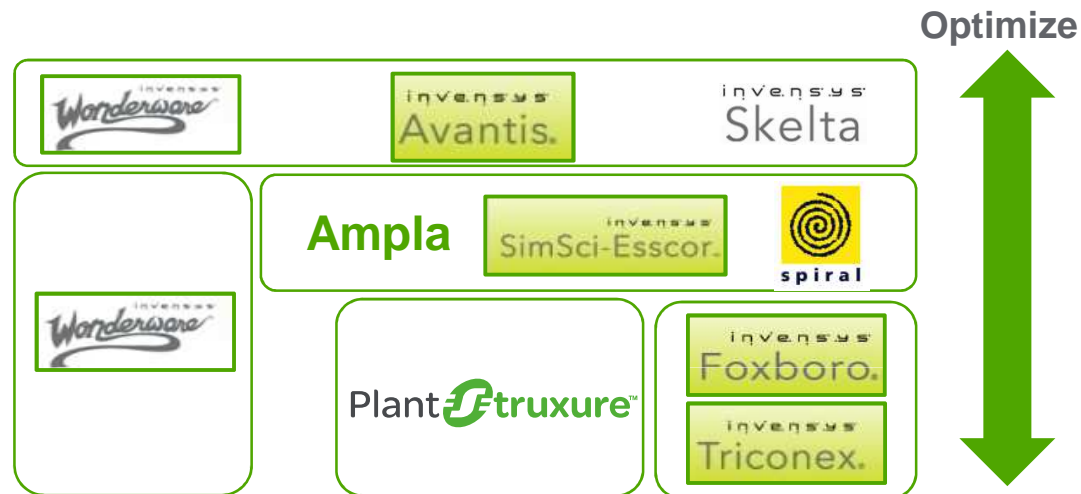 Optimize
invensys
Wonderware
invensys
Avantis®
invensys
Skelta
Ampla
invensys
SimSci-Esscor®
spiral
invensys
Wonderware
PlantStruxure™
invensys
Foxboro®
invensys
Triconex®